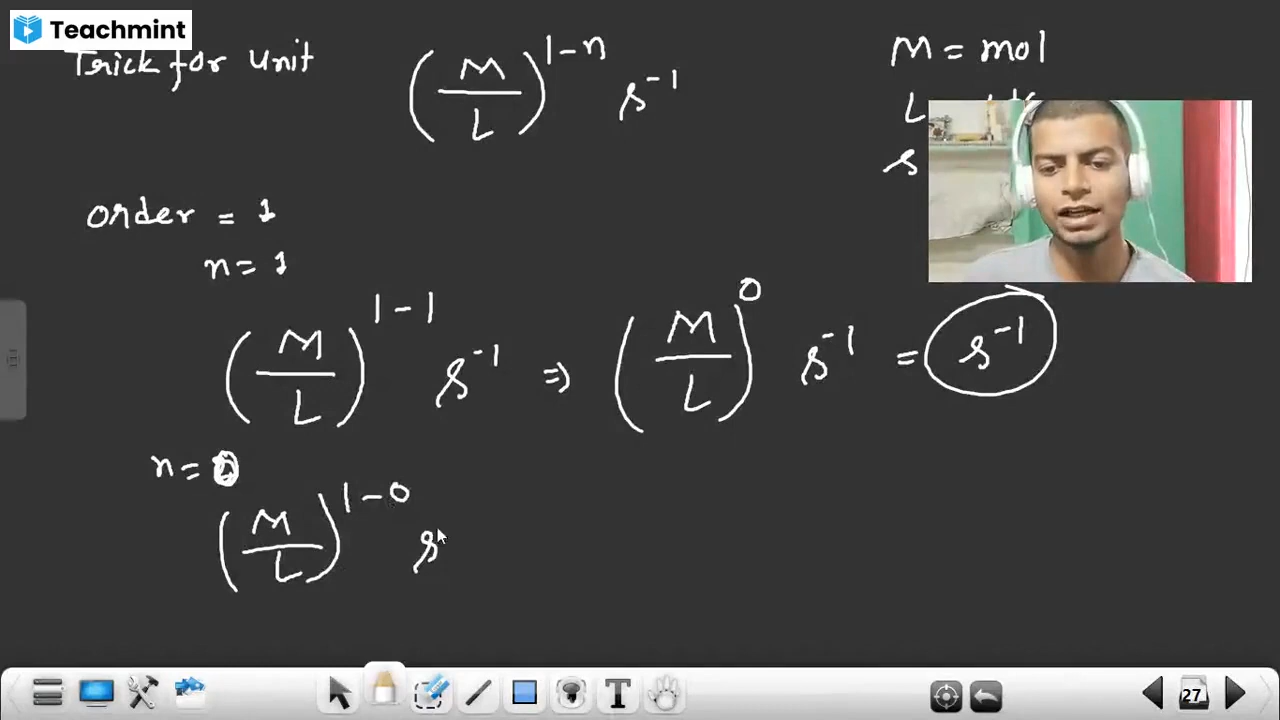 Teachmint
Trick for Unit
(M/L)^1-n s^-1
M = mol
L
s
order = 1
n = 1
(M/L)^1-1 s^-1 ⇒ (M/L)^0 s^-1 = s^-1
n = 0
(M/L)^1-0 s
27